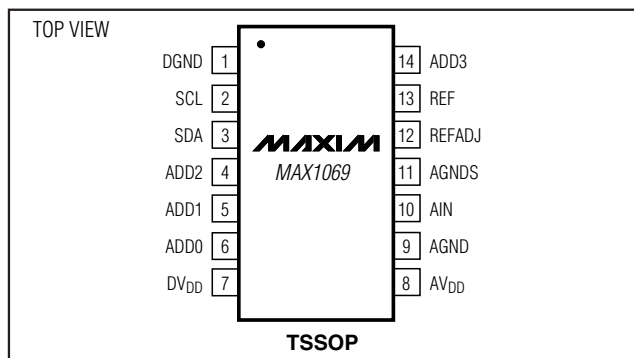 TOP VIEW
DGND 1
SCL 2
SDA 3
ADD2 4
ADD1 5
ADD0 6
DVDD 7
MAXIM
MAX1069
14 ADD3
13 REF
12 REFADJ
11 AGNDS
10 AIN
9 AGND
8 AVDD
TSSOP